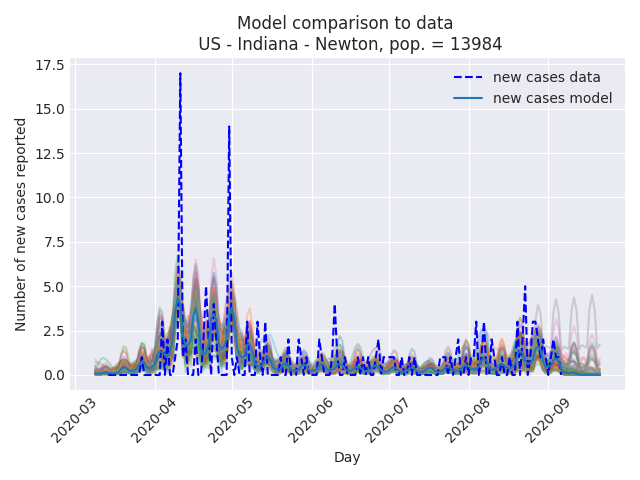 Model comparison to data
US - Indiana - Newton, pop. = 13984
new cases data
new cases model
Number of new cases reported
17.5
15.0
12.5
10.0
7.5
5.0
2.5
0.0
2020-03
2020-04
2020-05
2020-06
2020-07
2020-08
2020-09
Day